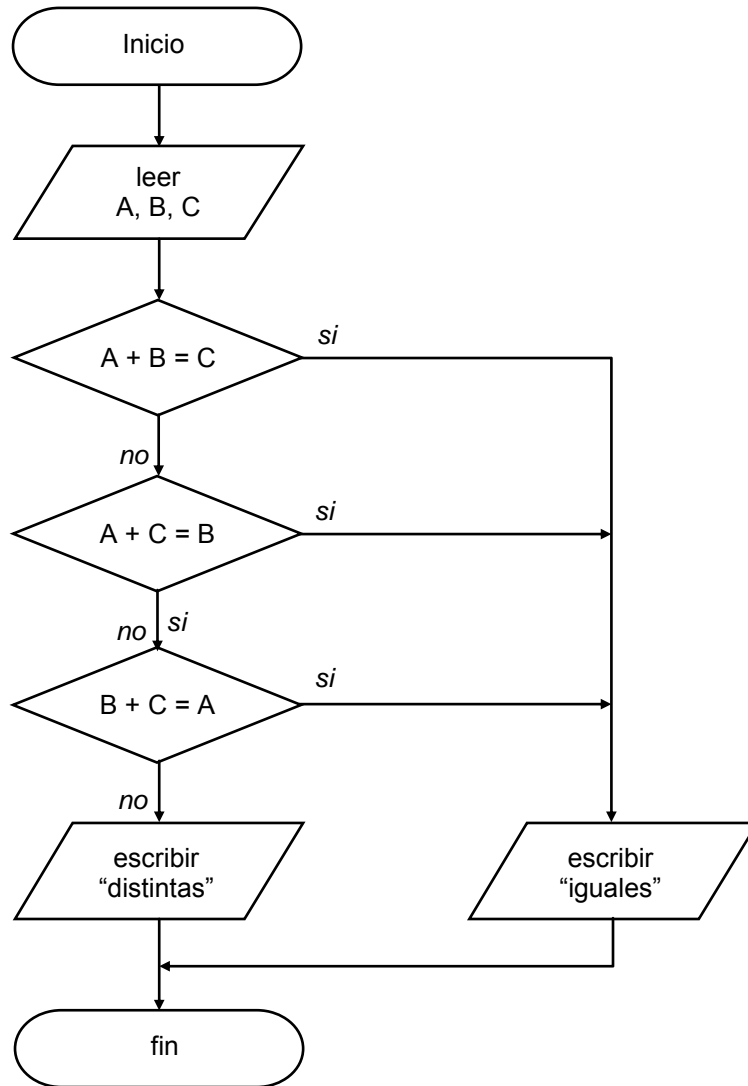 Inicio
leer
A, B, C
si
A + B = C
no
si
A + C = B
no si
si
B + C = A
no
escribir
“distintas”
escribir
“iguales”
fin